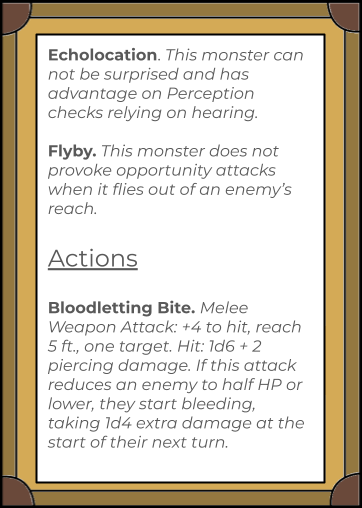 Echolocation. This monster can
not be surprised and has
advantage on Perception
checks relying on hearing.
Flyby. This monster does not
provoke opportunity attacks
when it flies out of an enemy’s
reach.
Actions
Bloodletting Bite. Melee
Weapon Attack: +4 to hit, reach
5 ft., one target. Hit: 1d6 + 2
piercing damage. If this attack
reduces an enemy to half HP or
lower, they start bleeding,
taking 1d4 extra damage at the
start of their next turn.